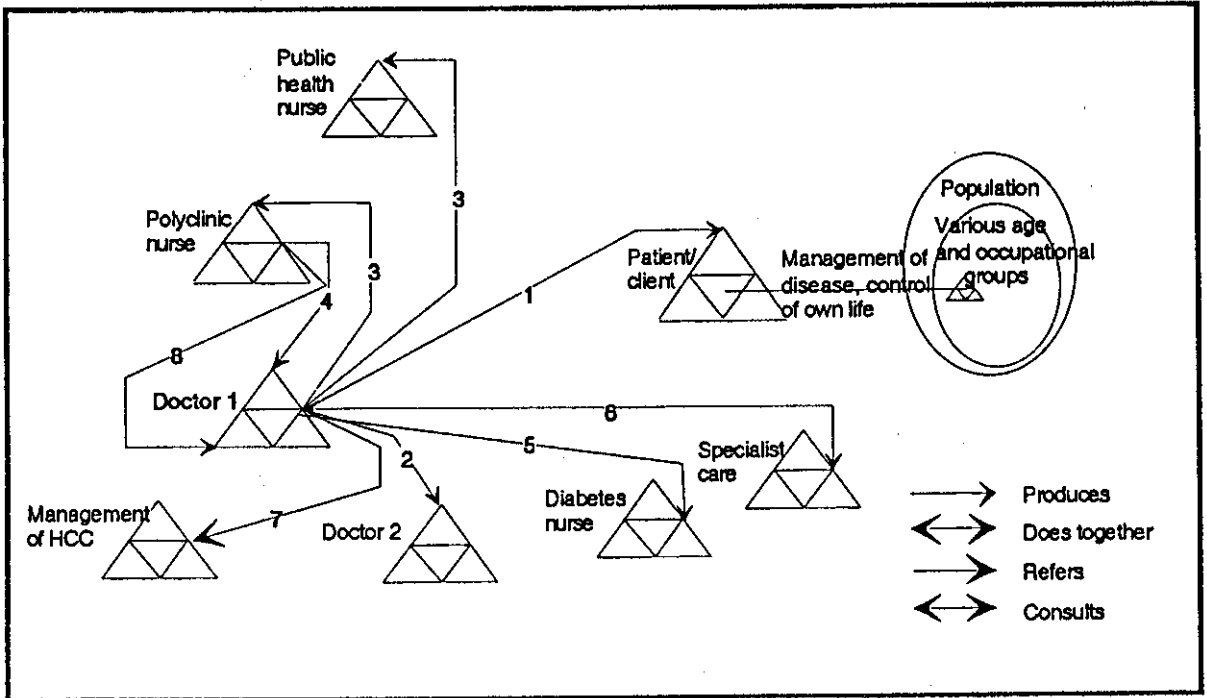 Public
health
nurse
3
Polyclinic
nurse
3
4
8
1
Patient/
client
Management of
disease, control
of own life
Population
Various age
and occupational
groups
Doctor 1
6
5
2
7
Specialist
care
Diabetes
nurse
Doctor 2
Management
of HCC
Produces
Does together
Refers
Consults